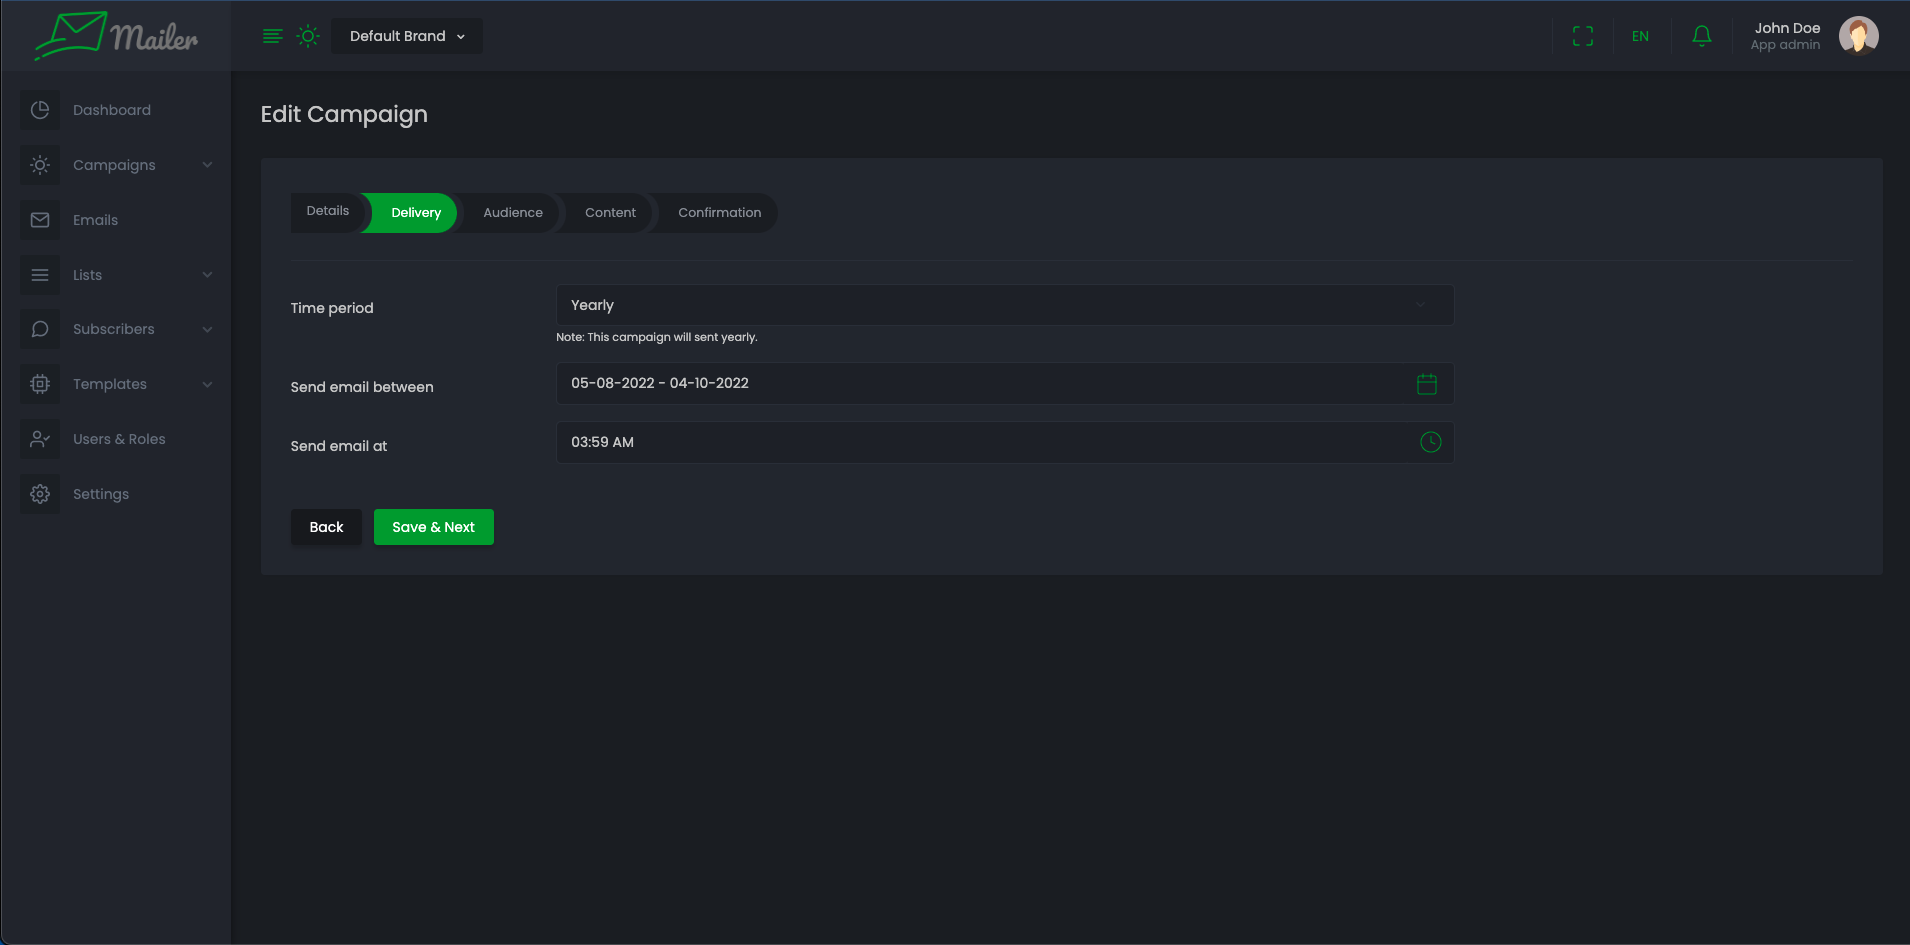 Mailer
Default Brand
EN
John Doe
App admin
Dashboard
Campaigns
Emails
Lists
Subscribers
Templates
Users & Roles
Settings
Edit Campaign
Details
Delivery
Audience
Content
Confirmation
Time period
Yearly
Note: This campaign will sent yearly.
Send email between
05-08-2022 - 04-10-2022
Send email at
03:59 AM
Back
Save & Next